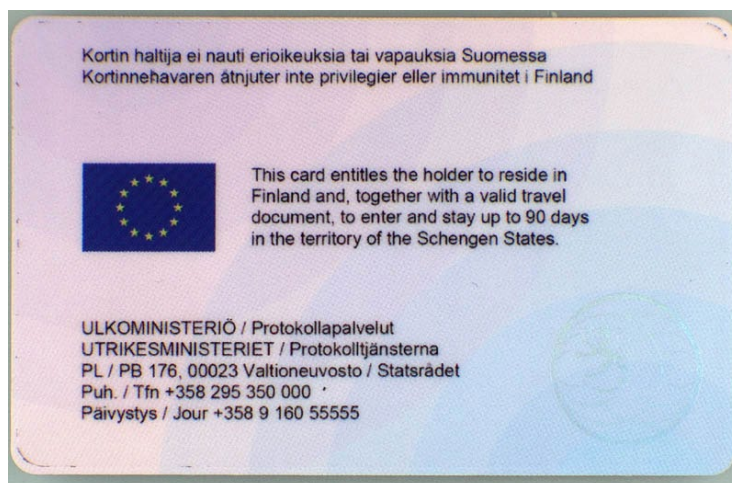 Kortin haltija ei nauti erioikeuksia tai vapauksia Suomessa
Kortinnehavaren åtnjuter inte privilegier eller immunitet i Finland
This card entitles the holder to reside in
Finland and, together with a valid travel
document, to enter and stay up to 90 days
in the territory of the Schengen States.
ULKOMINISTERIÖ / Protokollapalvelut
UTRIKESMINISTERIET / Protokolltjänsterna
PL / PB 176, 00023 Valtioneuvosto / Statsrådet
Puh. / Tfn +358 295 350 000
Päivystys / Jour +358 9 160 55555